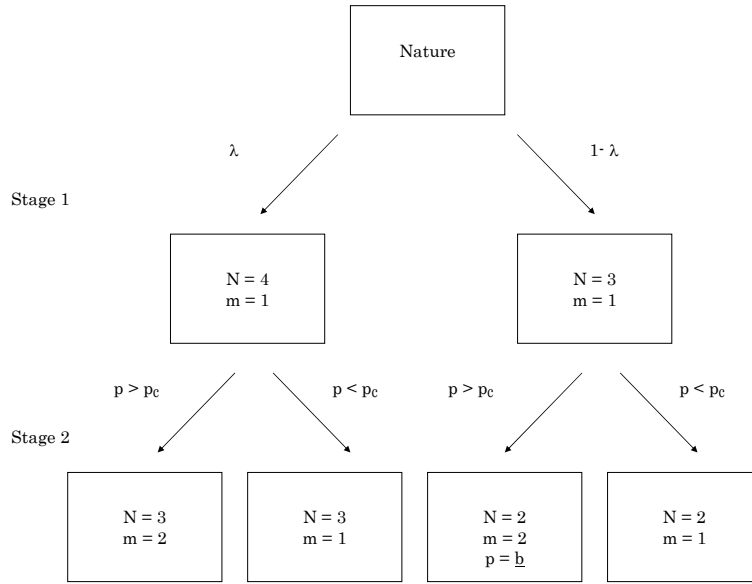 Nature
λ
1- λ
Stage 1
N = 4
m = 1
N = 3
m = 1
p > pc
p < pc
p > pc
p < pc
Stage 2
N = 3
m = 2
N = 3
m = 1
N = 2
m = 2
p = b
N = 2
m = 1